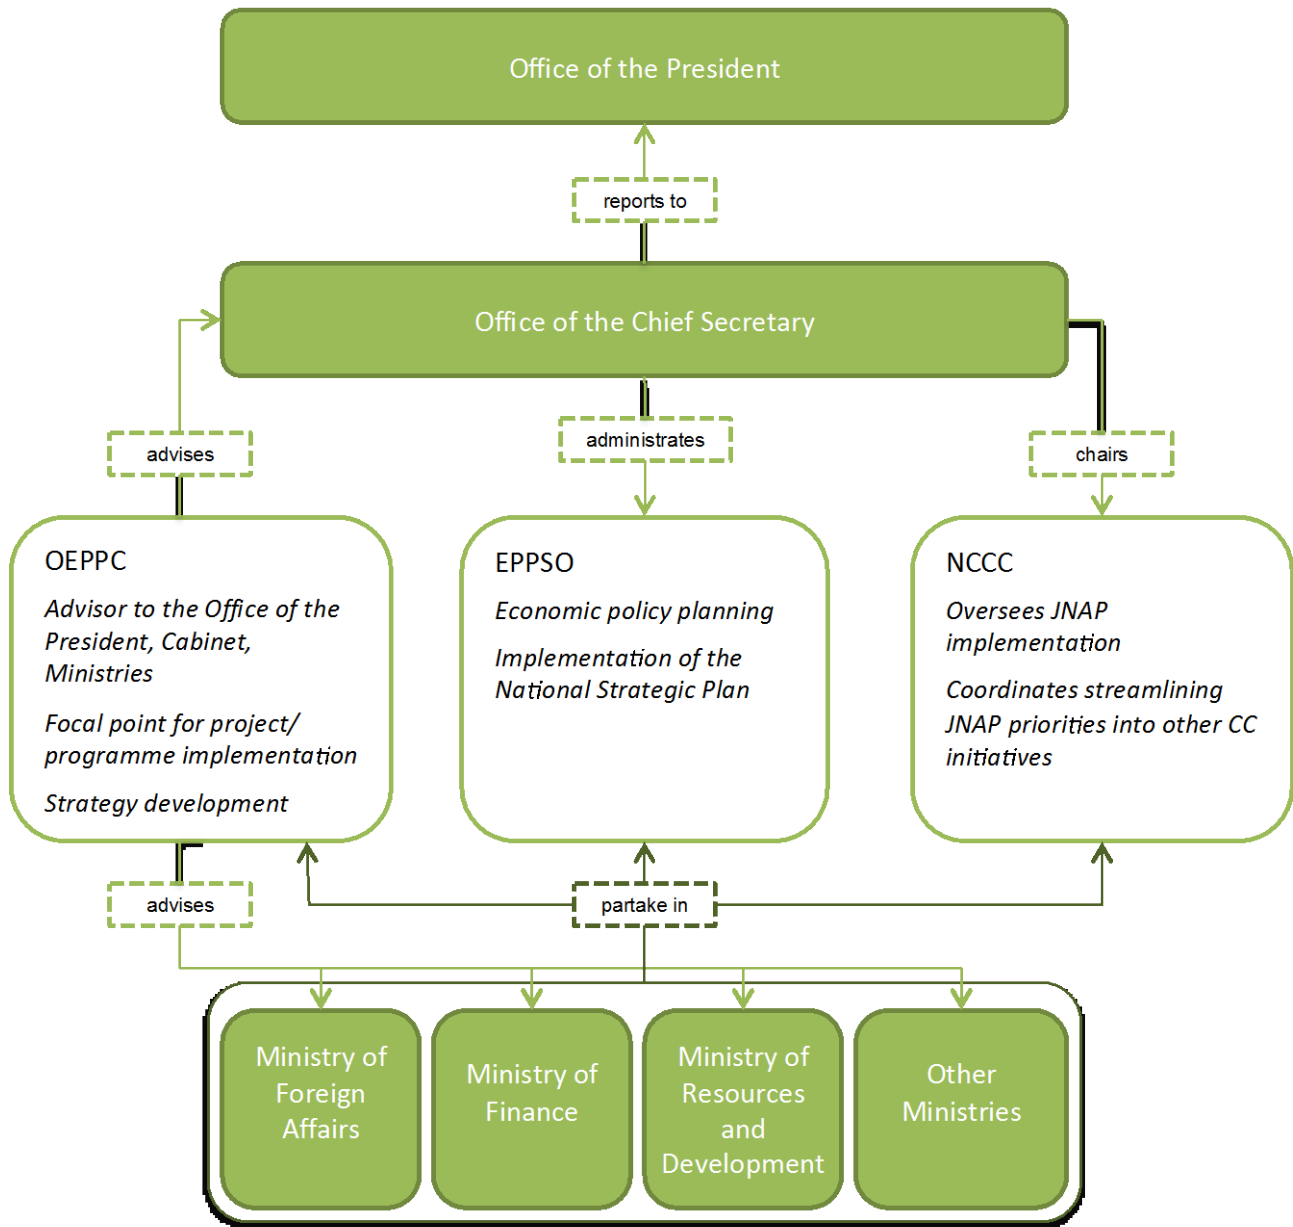 Office of the President
reports to
Office of the Chief Secretary
advises
administrates
chairs
OEPPC
Advisor to the Office of the
President, Cabinet,
Ministries
Focal point for project/
programme implementation
Strategy development
EPPSO
Economic policy planning
Implementation of the
National Strategic Plan
NCCC
Oversees JNAP
implementation
Coordinates streamlining
JNAP priorities into other CC
initiatives
advises
partake in
Ministry of
Foreign
Affairs
Ministry of
Finance
Ministry of
Resources
and
Development
Other
Ministries